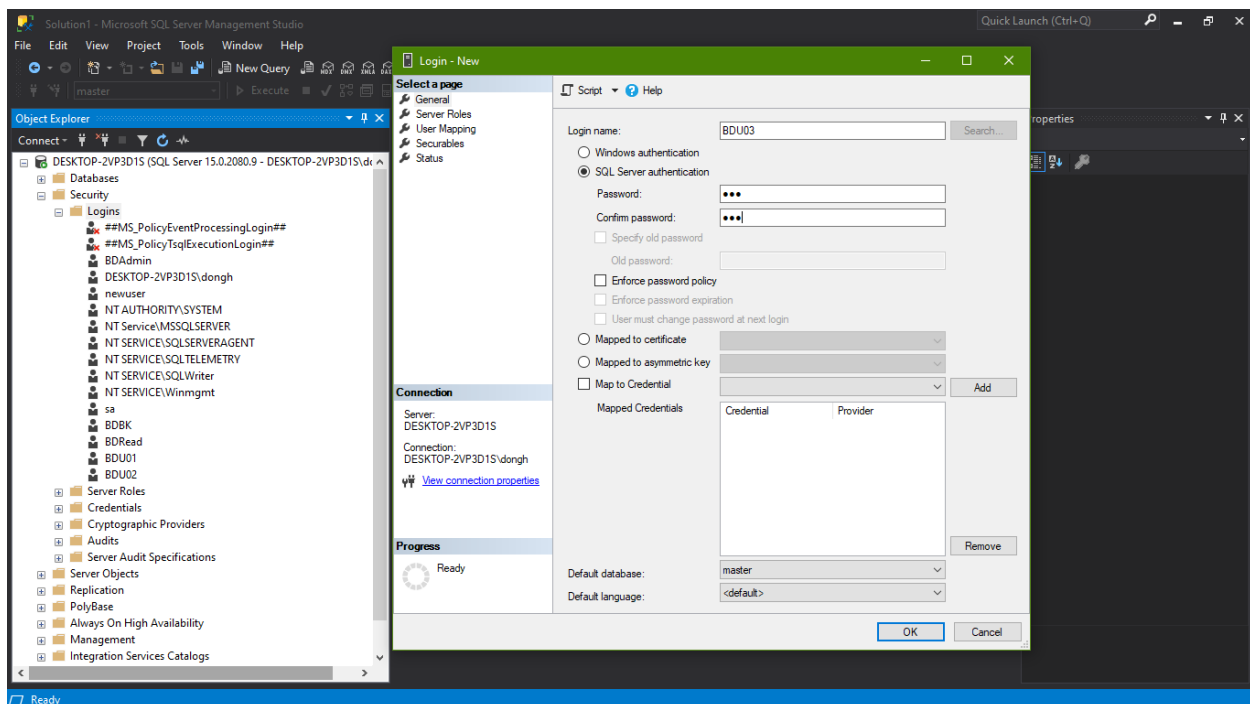 Solution1 - Microsoft SQL Server Management Studio
Quick Launch (Ctrl+Q)
File Edit View Project Tools Window Help
New Query
master
Execute
Object Explorer
Connect
DESKTOP-2VP3D1S (SQL Server 15.0.2080.9 - DESKTOP-2VP3D1S\dc
Databases
Security
Logins
##MS_PolicyEventProcessingLogin##
##MS_PolicyTsqlExecutionLogin##
BDAdmin
DESKTOP-2VP3D1S\dongh
newuser
NT AUTHORITY\SYSTEM
NT Service\MSSQLSERVER
NT SERVICE\SQLSERVERAGENT
NT SERVICE\SQLTELEMETRY
NT SERVICE\SQLWriter
NT SERVICE\Winmgmt
sa
BDBK
BDRead
BDU01
BDU02
Server Roles
Credentials
Cryptographic Providers
Audits
Server Audit Specifications
Server Objects
Replication
PolyBase
Always On High Availability
Management
Integration Services Catalogs
Login - New
Select a page
General
Server Roles
User Mapping
Securables
Status
Connection
Server:
DESKTOP-2VP3D1S
Connection:
DESKTOP-2VP3D1S\dongh
View connection properties
Progress
Ready
Script Help
Login name: BDU03 Search...
Windows authentication
SQL Server authentication
Password: •••
Confirm password: •••
Specify old password
Old password:
Enforce password policy
Enforce password expiration
User must change password at next login
Mapped to certificate
Mapped to asymmetric key
Map to Credential Add
Mapped Credentials Credential Provider
Remove
Default database: master
Default language: <default>
OK Cancel
roperties
Ready